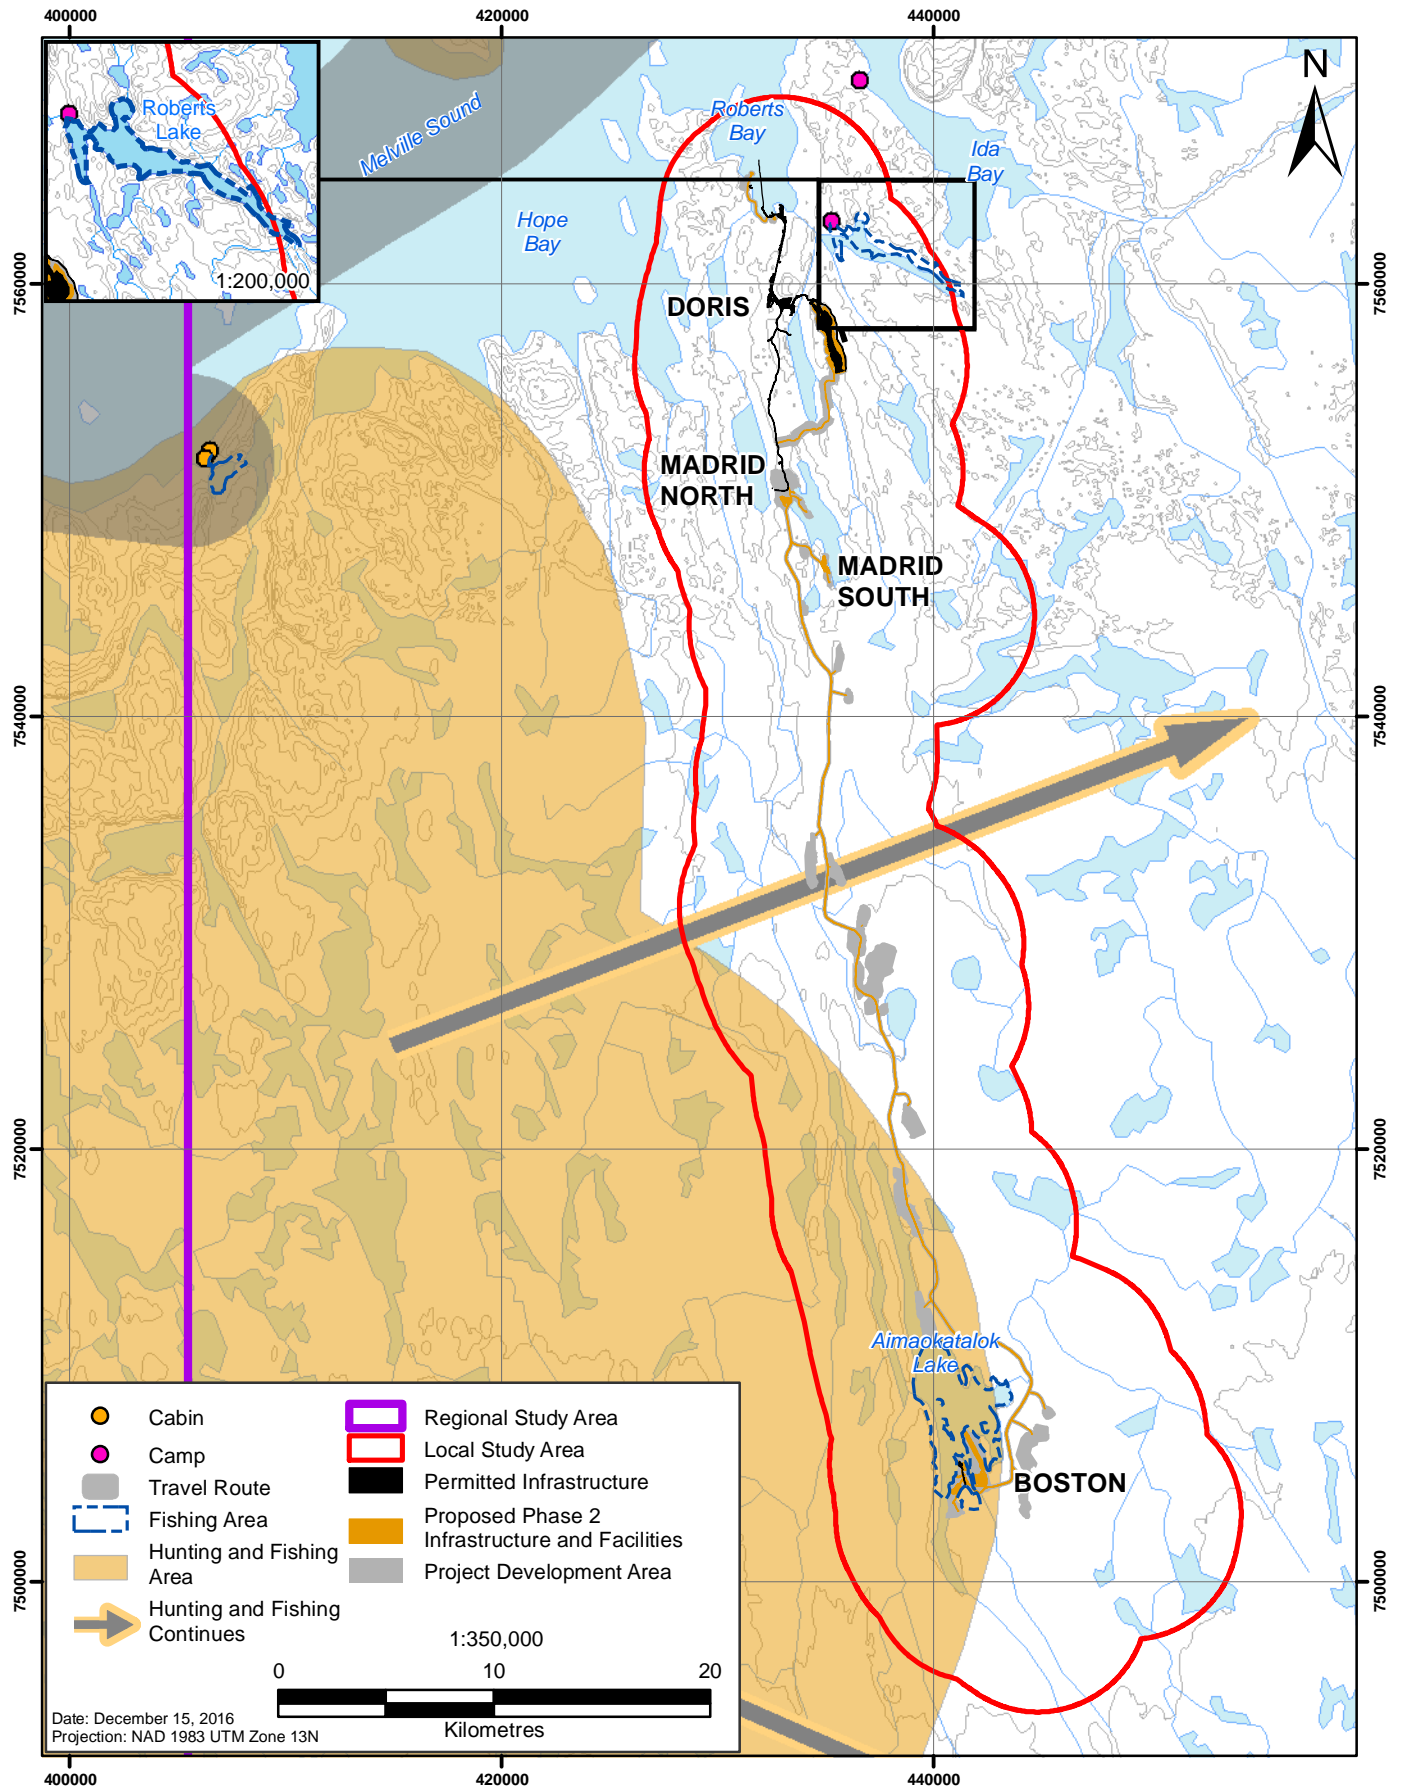 400000
420000
440000
Roberts
Lake
1:200,000
Melville Sound
Roberts
Bay
Ida
Bay
N
Hope
Bay
7560000
7560000
DORIS
MADRID
NORTH
MADRID
SOUTH
7540000
7540000
7520000
7520000
Aimaokatalok
Lake
BOSTON
7500000
7500000
Cabin
Camp
Travel Route
Fishing Area
Hunting and Fishing
Area
Hunting and Fishing
Continues
Regional Study Area
Local Study Area
Permitted Infrastructure
Proposed Phase 2
Infrastructure and Facilities
Project Development Area
1:350,000
0 10 20
Kilometres
Date: December 15, 2016
Projection: NAD 1983 UTM Zone 13N
400000
420000
440000